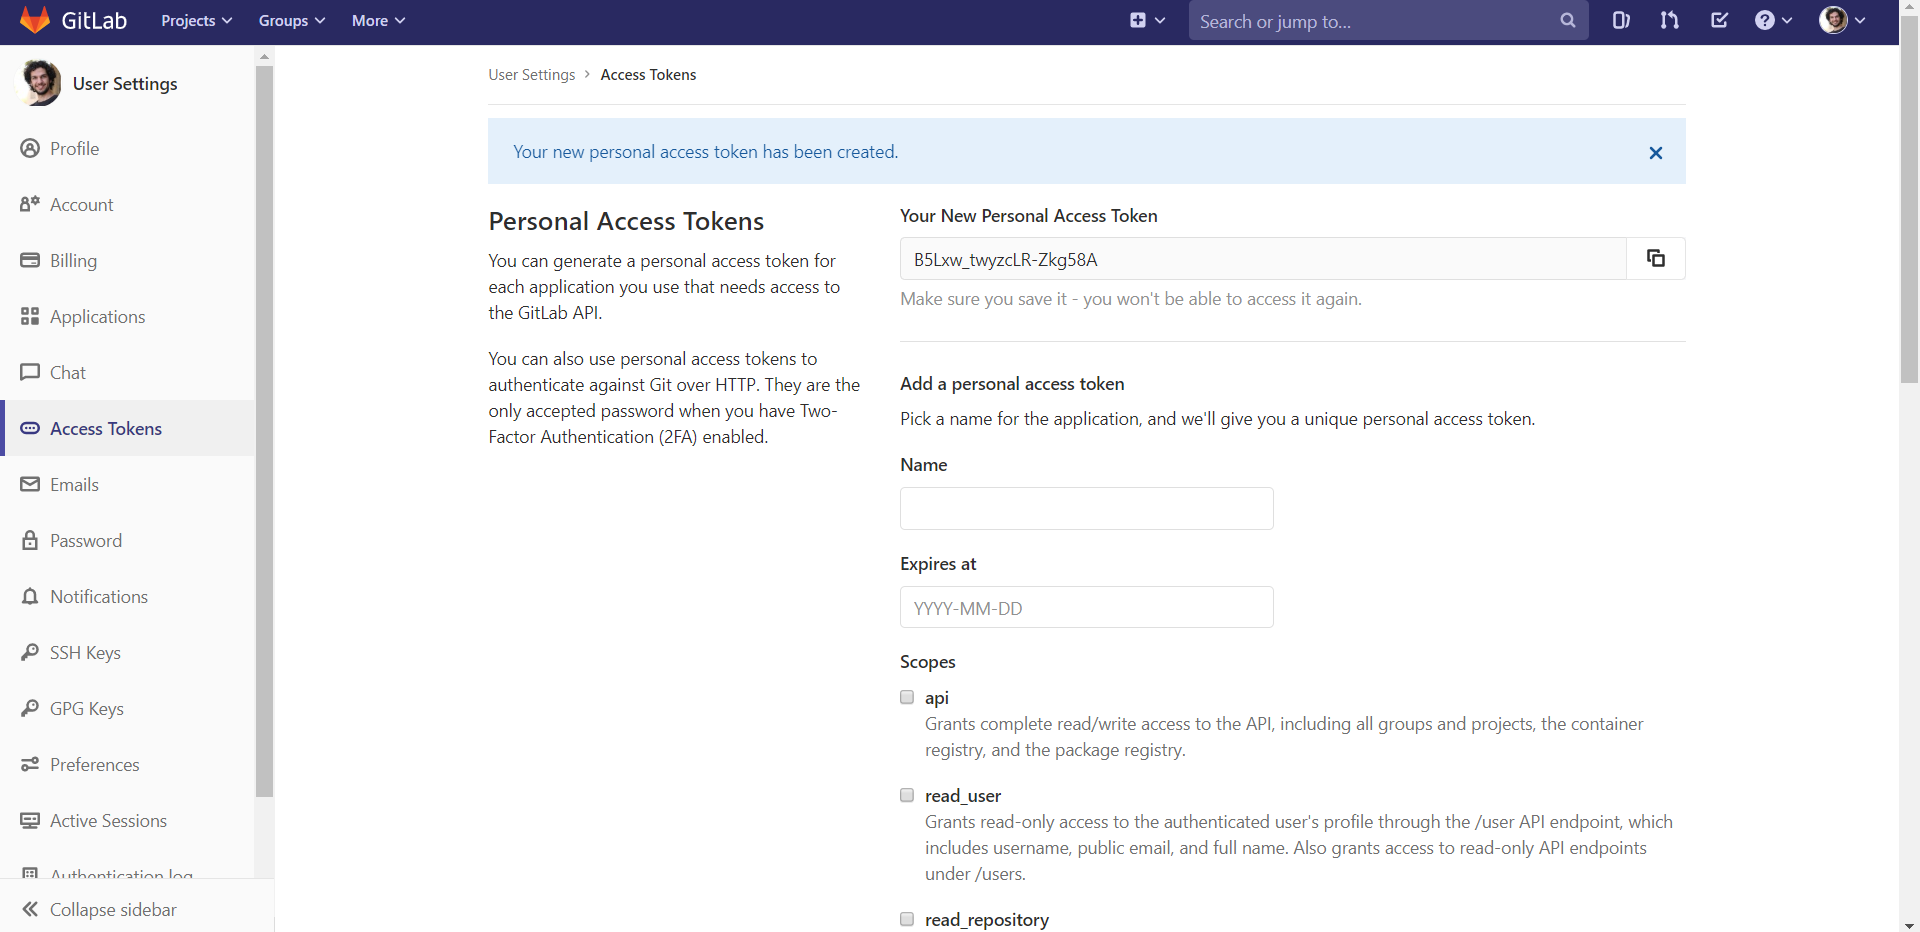 GitLab
Projects
Groups
More
Search or jump to...
User Settings
Profile
Account
Billing
Applications
Chat
Access Tokens
Emails
Password
Notifications
SSH Keys
GPG Keys
Preferences
Active Sessions
Authentication log
Collapse sidebar
User Settings > Access Tokens
Your new personal access token has been created.
Personal Access Tokens
You can generate a personal access token for
each application you use that needs access to
the GitLab API.
You can also use personal access tokens to
authenticate against Git over HTTP. They are the
only accepted password when you have Two-
Factor Authentication (2FA) enabled.
Your New Personal Access Token
B5Lxw_twyzcLR-Zkg58A
Make sure you save it - you won't be able to access it again.
Add a personal access token
Pick a name for the application, and we'll give you a unique personal access token.
Name
Expires at
YYYY-MM-DD
Scopes
api
Grants complete read/write access to the API, including all groups and projects, the container
registry, and the package registry.
read_user
Grants read-only access to the authenticated user's profile through the /user API endpoint, which
includes username, public email, and full name. Also grants access to read-only API endpoints
under /users.
read_repository